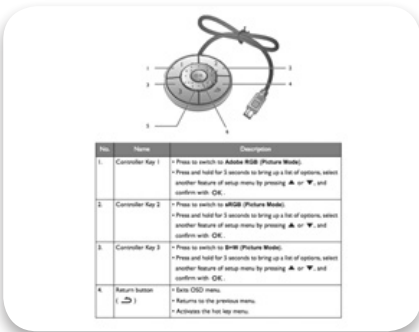 1
2
3
4
5
6
No. Name Description
1. Controller Key 1 • Press to switch to Adobe RGB (Picture Mode).
• Press and hold for 5 seconds to bring up a list of options, select
another feature of setup menu by pressing ▲ or ▼, and
confirm with OK.
2. Controller Key 2 • Press to switch to sRGB (Picture Mode).
• Press and hold for 5 seconds to bring up a list of options, select
another feature of setup menu by pressing ▲ or ▼, and
confirm with OK.
3. Controller Key 3 • Press to switch to B+W (Picture Mode).
• Press and hold for 5 seconds to bring up a list of options, select
another feature of setup menu by pressing ▲ or ▼, and
confirm with OK.
4. Return button • Exits OSD menu.
( ⮌ ) • Returns to the previous menu.
• Activates the hot key menu.